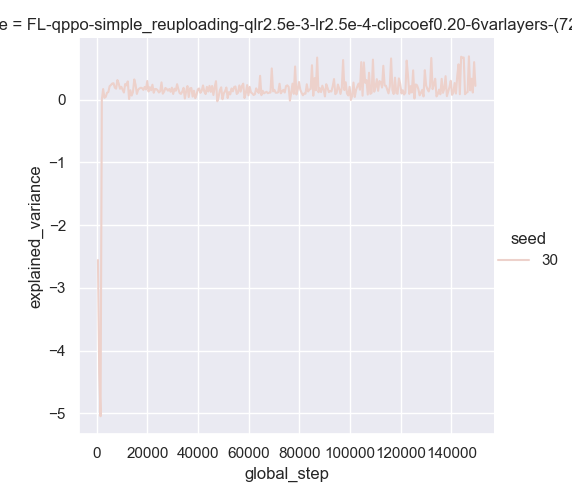 e = FL-qppo-simple_reuploading-qlr2.5e-3-lr2.5e-4-clipcoef0.20-6varlayers-(72
0
−1
−2
−3
−4
−5
explained_variance
0 20000 40000 60000 80000 100000 120000 140000
global_step
seed
30